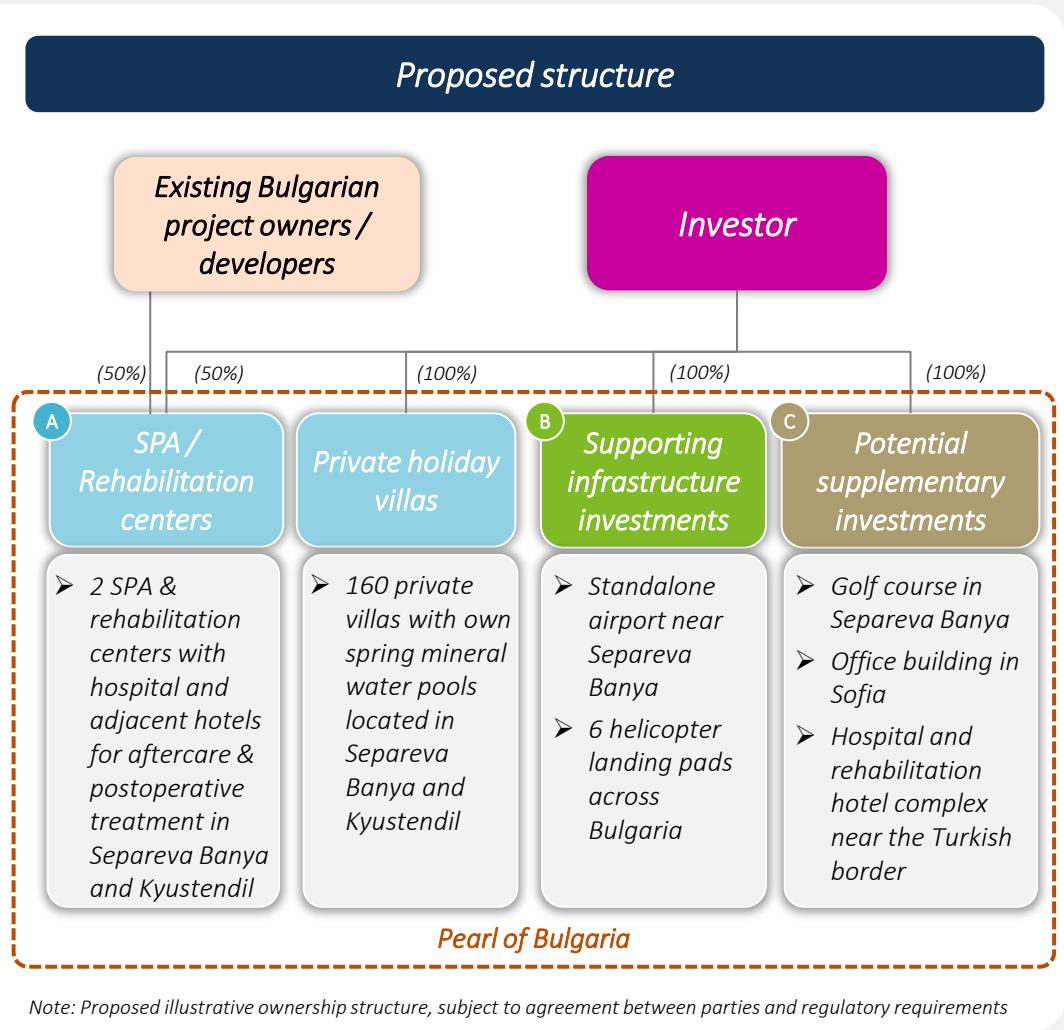 Proposed structure
Existing Bulgarian
project owners /
developers
Investor
(50%)
(50%)
(100%)
(100%)
(100%)
A
SPA /
Rehabilitation
centers
Private holiday
villas
B
Supporting
infrastructure
investments
C
Potential
supplementary
investments
➢ 2 SPA &
rehabilitation
centers with
hospital and
adjacent hotels
for aftercare &
postoperative
treatment in
Separeva Banya
and Kyustendil
➢ 160 private
villas with own
spring mineral
water pools
located in
Separeva
Banya and
Kyustendil
➢ Standalone
airport near
Separeva
Banya
➢ 6 helicopter
landing pads
across
Bulgaria
➢ Golf course in
Separeva Banya
➢ Office building in
Sofia
➢ Hospital and
rehabilitation
hotel complex
near the Turkish
border
Pearl of Bulgaria
Note: Proposed illustrative ownership structure, subject to agreement between parties and regulatory requirements